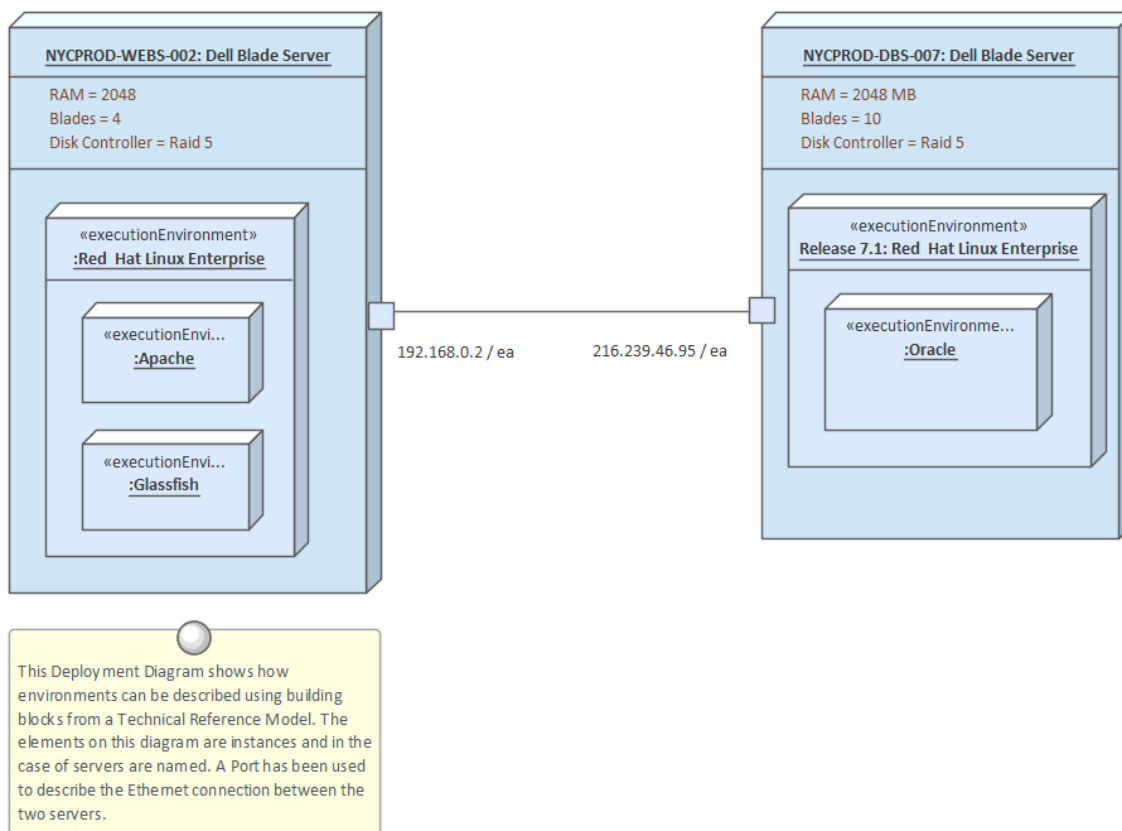 NYCPROD-WEBS-002: Dell Blade Server
RAM = 2048
Blades = 4
Disk Controller = Raid 5
«executionEnvironment»
:Red Hat Linux Enterprise
«executionEnvi...
:Apache
«executionEnvi...
:Glassfish
192.168.0.2 / ea
216.239.46.95 / ea
NYCPROD-DBS-007: Dell Blade Server
RAM = 2048 MB
Blades = 10
Disk Controller = Raid 5
«executionEnvironment»
Release 7.1: Red Hat Linux Enterprise
«executionEnvironme...
:Oracle
This Deployment Diagram shows how
environments can be described using building
blocks from a Technical Reference Model. The
elements on this diagram are instances and in the
case of servers are named. A Port has been used
to describe the Ethernet connection between the
two servers.